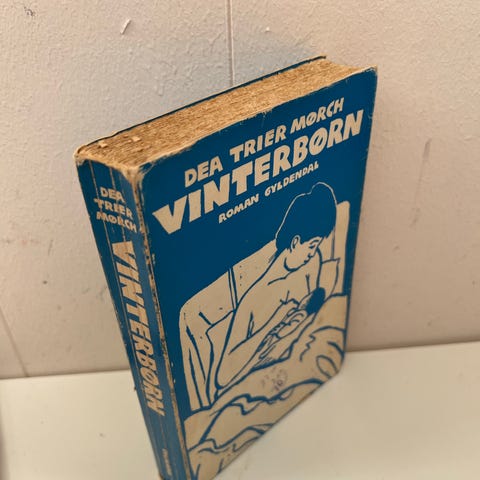 DEA TRIER MØRCH
VINTERBØRN
ROMAN GYLDENDAL
DEA
TRIER
MØRCH
VINTERBØRN